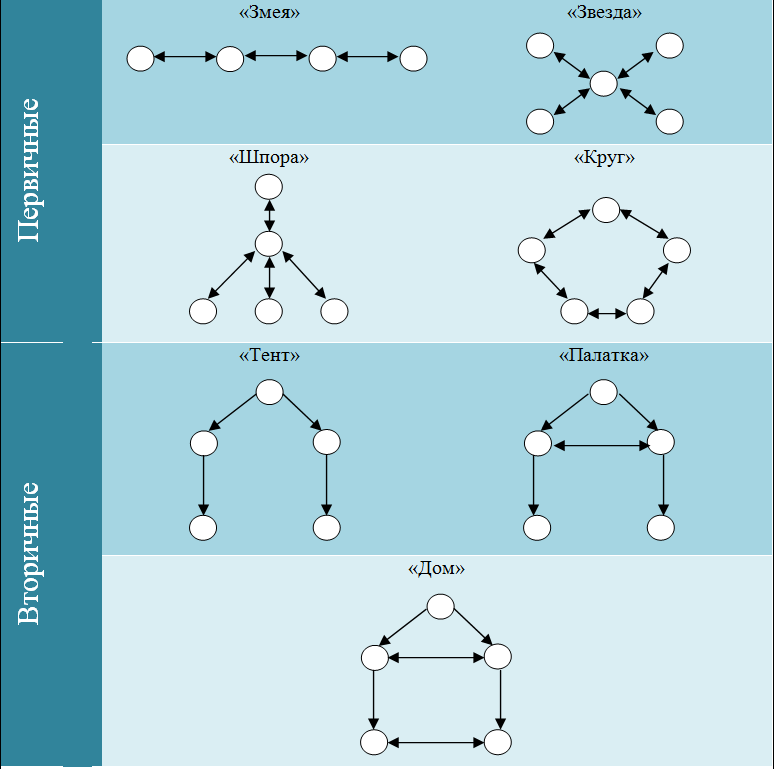 Первичные
«Змея»
«Звезда»
«Шпора»
«Круг»
Вторичные
«Тент»
«Палатка»
«Дом»